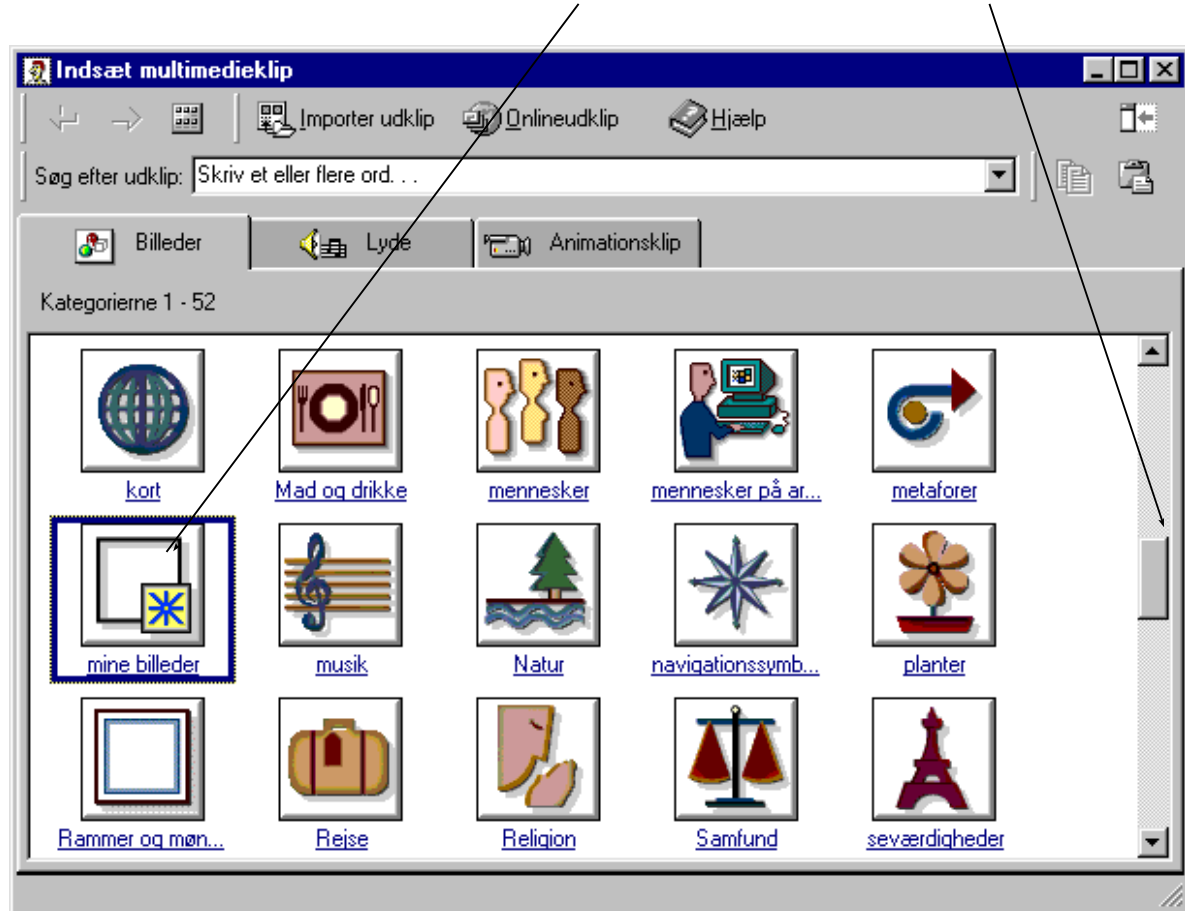 Indsæt multimedieklip
Importer udklip Onlineudklip Hjælp
Søg efter udklip: Skriv et eller flere ord. . .
Billeder Lyde Animationsklip
Kategorierne 1 - 52
kort Mad og drikke mennesker mennesker på ar... metaforer
mine billeder musik Natur navigationssymb... planter
Rammer og møn... Rejse Religion Samfund seværdigheder